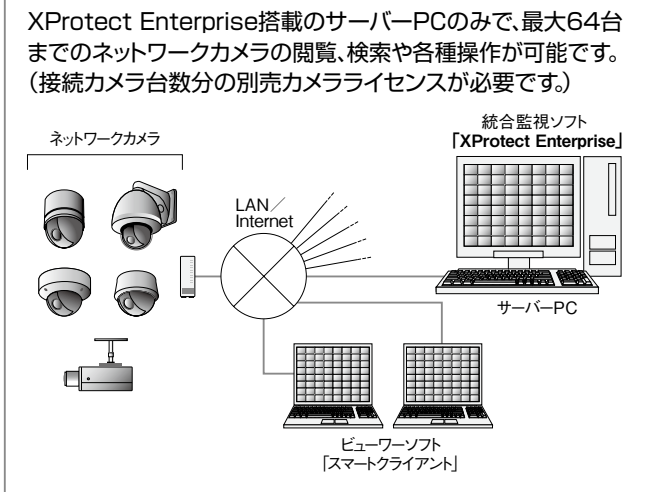 XProtect Enterprise搭載のサーバーPCのみで、最大64台
までのネットワークカメラの閲覧、検索や各種操作が可能です。
（接続カメラ台数分の別売カメラライセンスが必要です。）
ネットワークカメラ
統合監視ソフト
「XProtect Enterprise」
LAN／
Internet
サーバーPC
ビューワーソフト
「スマートクライアント」